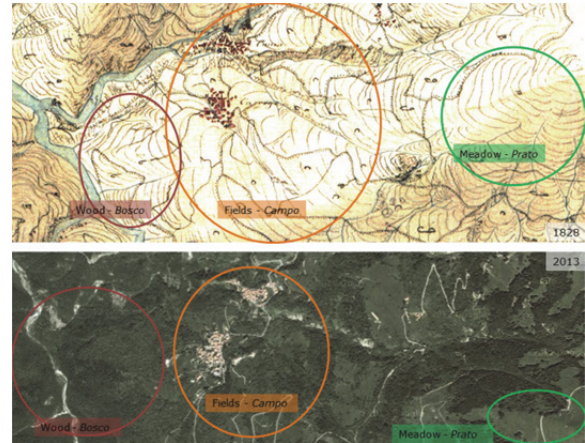 Meadow - Prato
Wood - Bosco
Fields - Campo
1828
2013
Fields - Campo
Wood - Bosco
Meadow - Prato